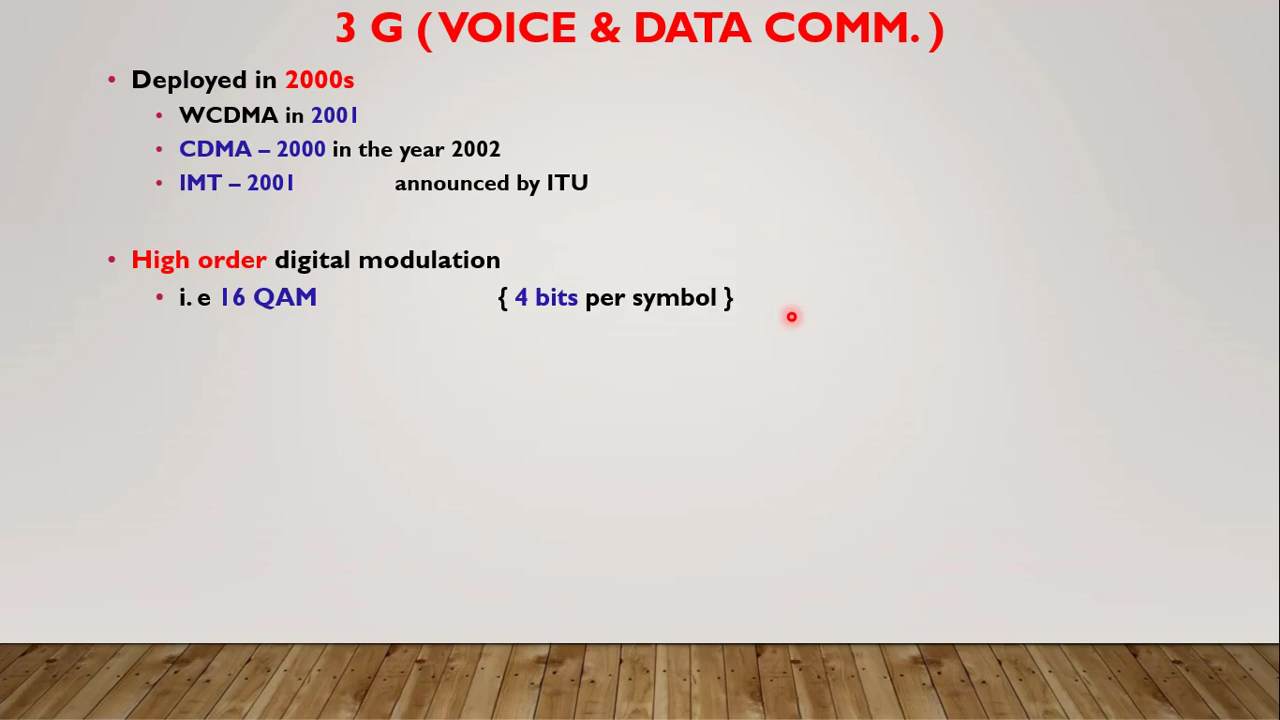 3 G ( VOICE & DATA COMM. )
• Deployed in 2000s
• WCDMA in 2001
• CDMA – 2000 in the year 2002
• IMT – 2001 announced by ITU
• High order digital modulation
• i. e 16 QAM { 4 bits per symbol }